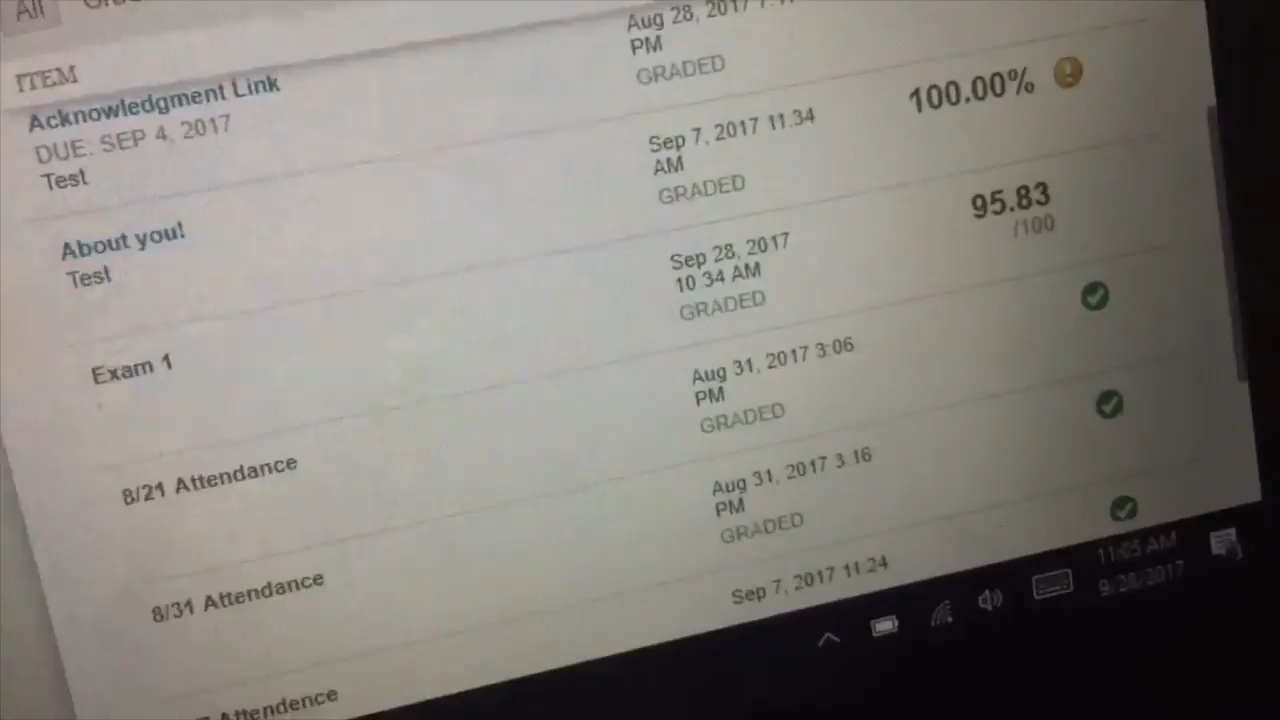 All
ITEM
Acknowledgment Link
DUE: SEP 4, 2017
Test
Aug 28, 2017
PM
GRADED
About you!
Test
Sep 7, 2017 11:34
AM
GRADED
100.00%
Exam 1
Sep 28, 2017
10:34 AM
GRADED
95.83
/100
8/21 Attendance
Aug 31, 2017 3:06
PM
GRADED
8/31 Attendance
Aug 31, 2017 3:16
PM
GRADED
Attendence
Sep 7, 2017 11:24
11:05 AM
9/28/2017